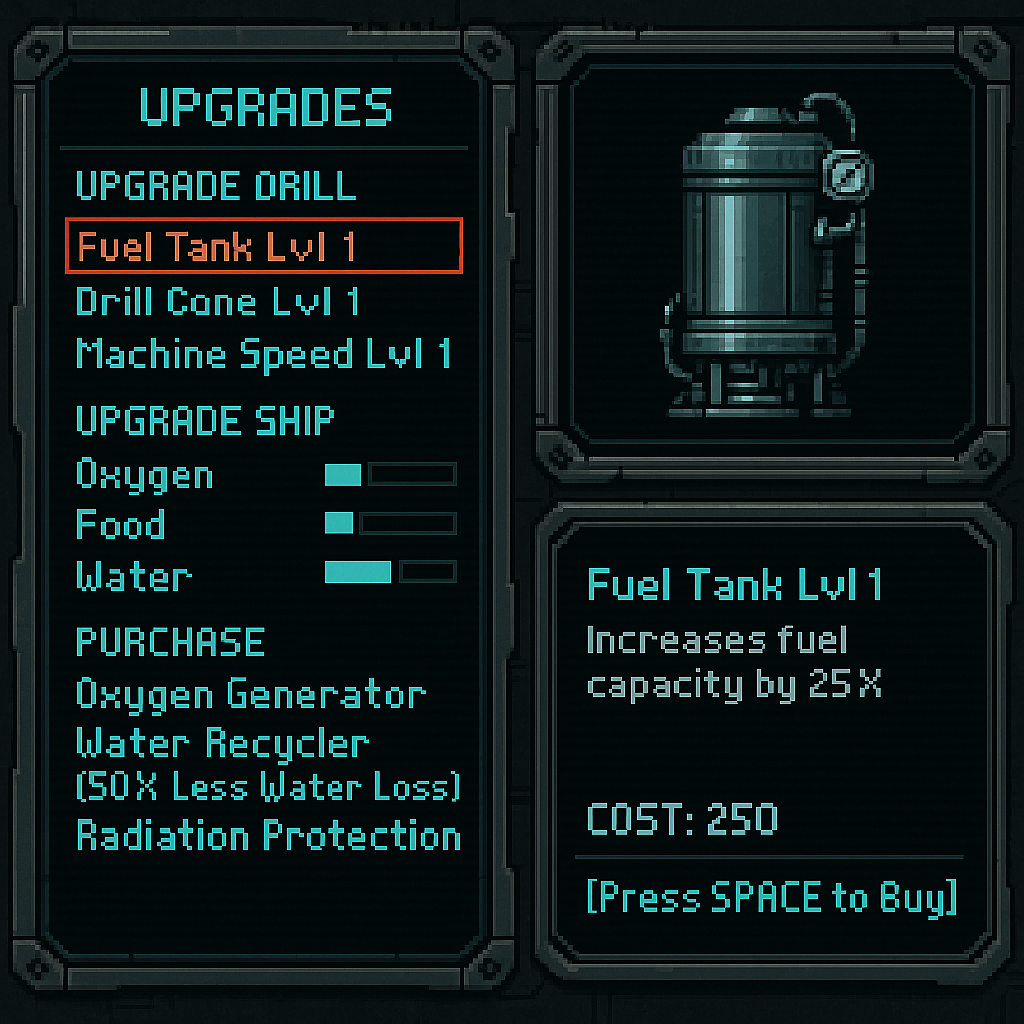 UPGRADES
UPGRADE DRILL
Fuel Tank Lvl 1
Drill Cone Lvl 1
Machine Speed Lvl 1
UPGRADE SHIP
Oxygen
Food
Water
PURCHASE
Oxygen Generator
Water Recycler
(50X Less Water Loss)
Radiation Protection
Fuel Tank Lvl 1
Increases fuel
capacity by 25X
COST: 250
[Press SPACE to Buy]